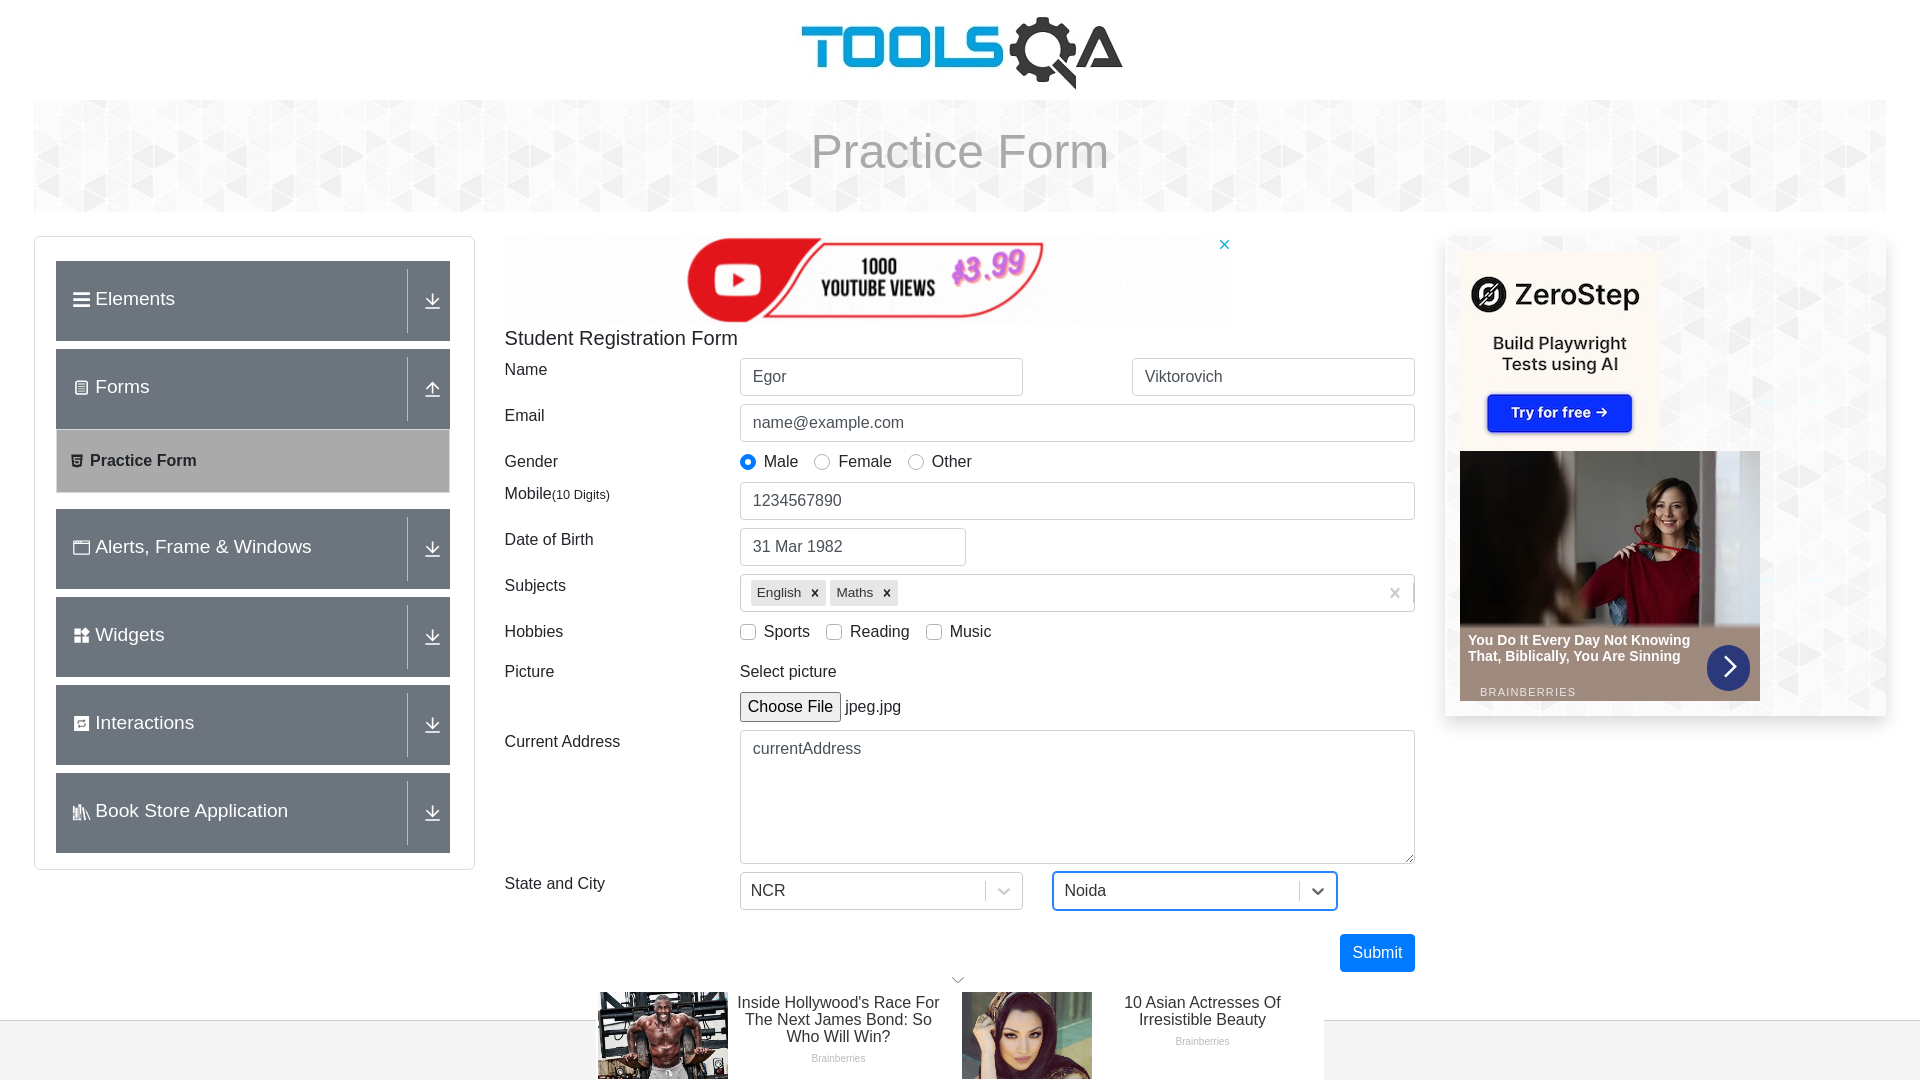 TOOLSQA
Practice Form
Elements
Forms
Practice Form
Alerts, Frame & Windows
Widgets
Interactions
Book Store Application
1000
YOUTUBE VIEWS
$3.99
Student Registration Form
Name
Egor
Viktorovich
Email
name@example.com
Gender
Male
Female
Other
Mobile(10 Digits)
1234567890
Date of Birth
31 Mar 1982
Subjects
English
Maths
Hobbies
Sports
Reading
Music
Picture
Select picture
Choose File jpeg.jpg
Current Address
currentAddress
State and City
NCR
Noida
Submit
ZeroStep
Build Playwright
Tests using AI
Try for free →
You Do It Every Day Not Knowing
That, Biblically, You Are Sinning
BRAINBERRIES
Inside Hollywood's Race For
The Next James Bond: So
Who Will Win?
Brainberries
10 Asian Actresses Of
Irresistible Beauty
Brainberries